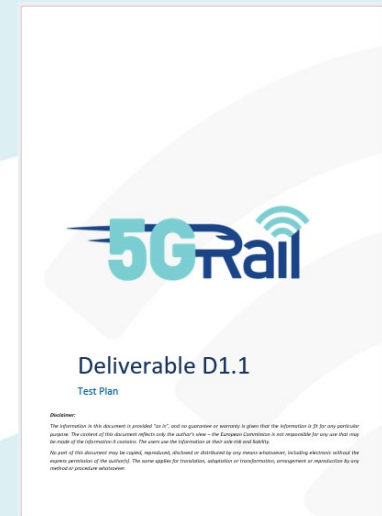 5GRail
Deliverable D1.1
Test Plan
Disclaimer:
The information in this document is provided "as is", and no guarantee or warranty is given that the information is fit for any particular
purpose. The content of this document reflects only the author's view – the European Commission is not responsible for any use that may
be made of the information it contains. The users use the information at their sole risk and liability.
No part of this document may be copied, reproduced, disclosed or distributed by any means whatsoever, including electronic without the
express permission of the author(s). The same applies for translation, adaptation or transformation, arrangement or reproduction by any
method or procedure whatsoever.